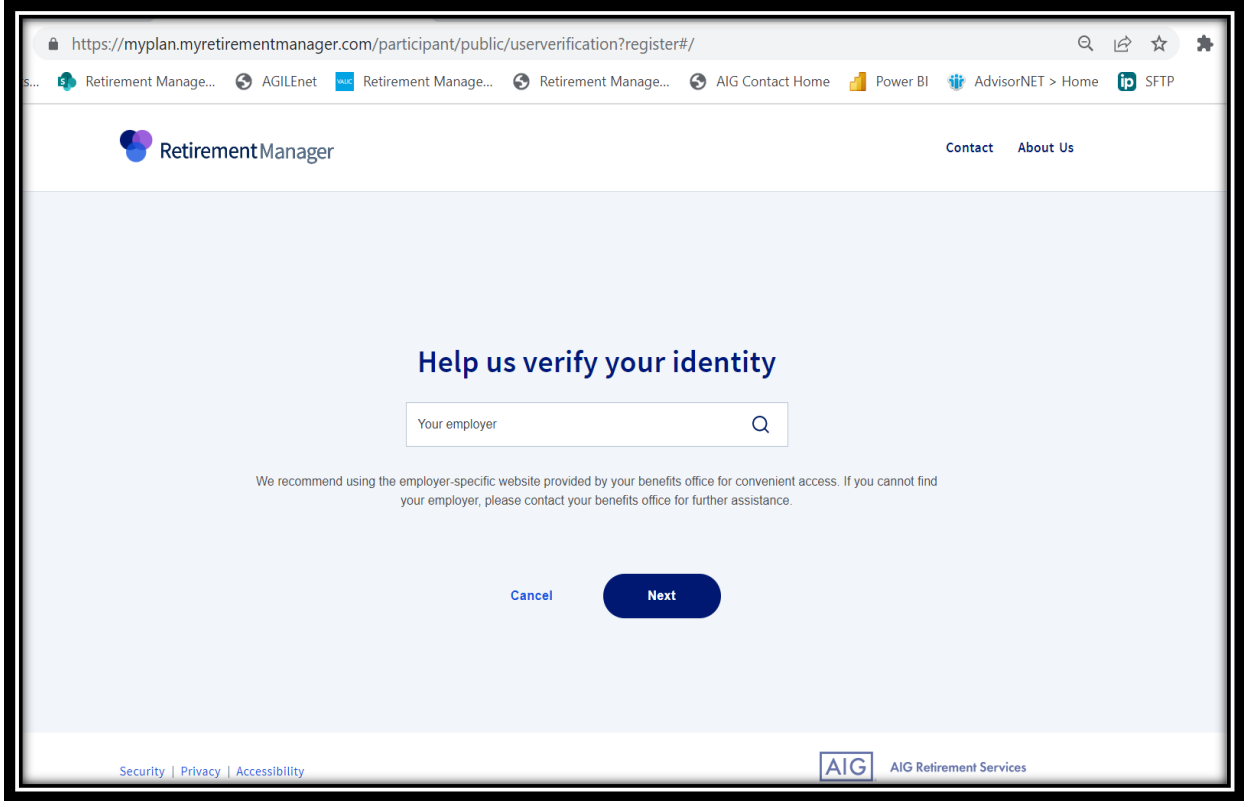 https://myplan.myretirementmanager.com/participant/public/userverification?register#/
s... Retirement Manage... AGILEnet VALIC Retirement Manage... Retirement Manage... AIG Contact Home Power BI AdvisorNET > Home ip SFTP
RetirementManager Contact About Us
Help us verify your identity
Your employer
We recommend using the employer-specific website provided by your benefits office for convenient access. If you cannot find
your employer, please contact your benefits office for further assistance.
Cancel Next
Security | Privacy | Accessibility AIG AIG Retirement Services